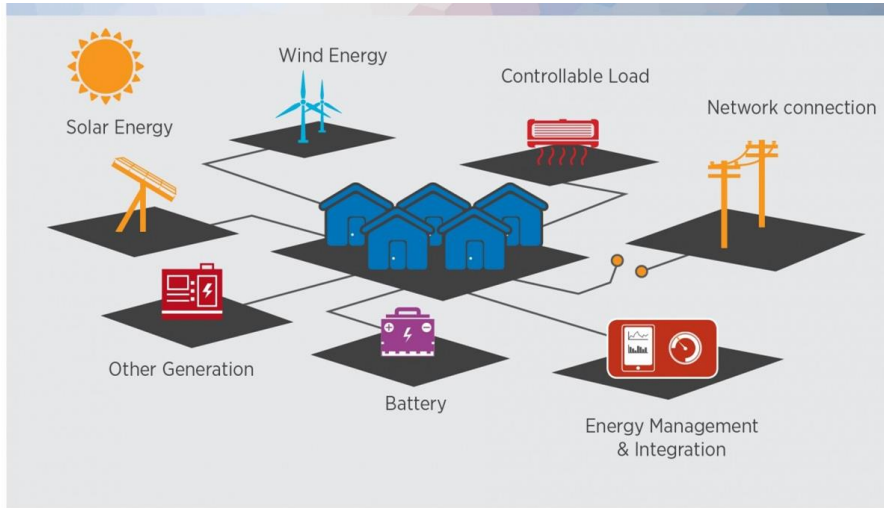 Wind Energy
Controllable Load
Network connection
Solar Energy
Other Generation
Battery
Energy Management
& Integration